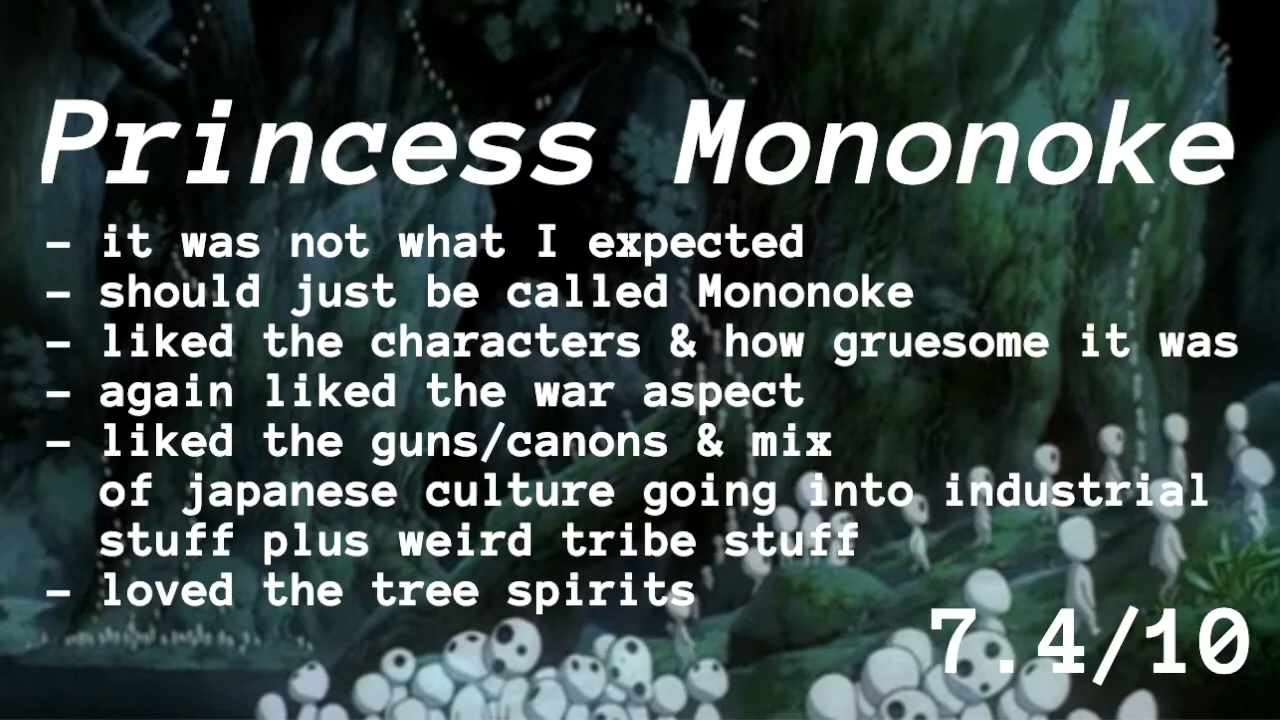 Princess Mononoke
- it was not what I expected
- should just be called Mononoke
- liked the characters & how gruesome it was
- again liked the war aspect
- liked the guns/canons & mix
of japanese culture going into industrial
stuff plus weird tribe stuff
- loved the tree spirits
7.4/10